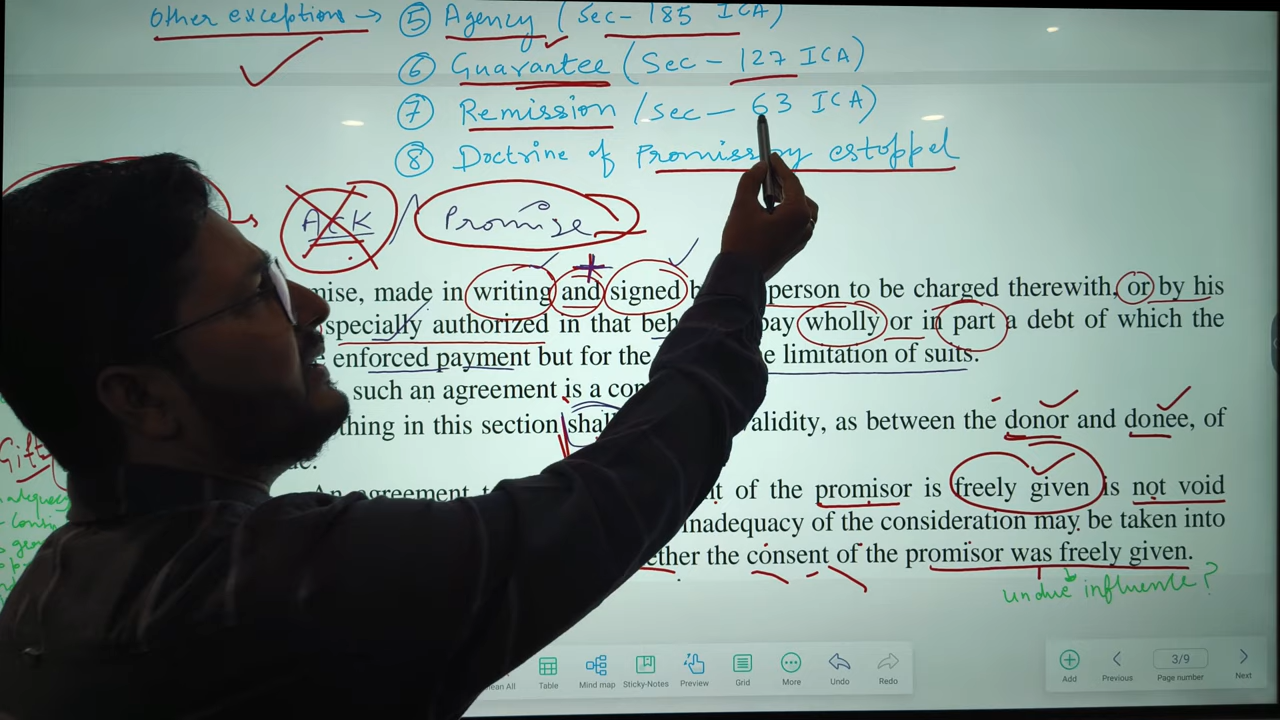 Other exceptions → ⑤ Agency (Sec - 185 ICA)
⑥ Guarantee (Sec - 127 ICA)
⑦ Remission (Sec - 63 ICA)
⑧ Doctrine of Promissory estoppel
Ack / Promise
mise, made in writing and signed b person to be charged therewith, or by his
specially authorized in that beh pay wholly or in part a debt of which the
enforced payment but for the e limitation of suits.
such an agreement is a con
thing in this section shal alidity, as between the donor and donee, of
Gift
An agreement t t of the promisor is freely given is not void
adequacy
inadequacy of the consideration may be taken into
ether the consent of the promisor was freely given.
undue influence?
ean All Table Mind map Sticky-Notes Preview Grid More Undo Redo Add Previous 3/9 Page number Next